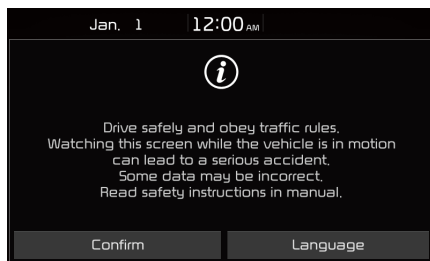 Jan. 1 12:00 AM
i
Drive safely and obey traffic rules.
Watching this screen while the vehicle is in motion
can lead to a serious accident.
Some data may be incorrect.
Read safety instructions in manual.
Confirm Language